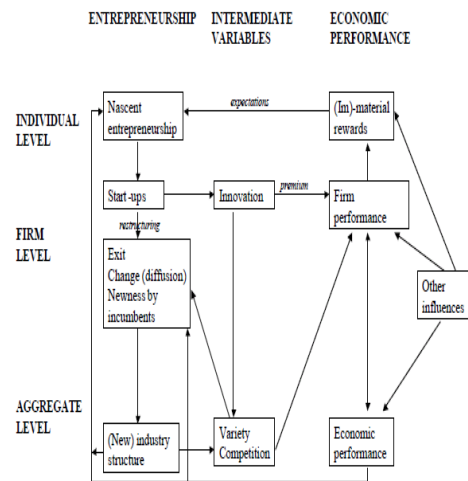 ENTREPRENEURSHIP INTERMEDIATE ECONOMIC
VARIABLES PERFORMANCE
INDIVIDUAL
LEVEL
Nascent
entrepreneurship
expectations
(Im)-material
rewards
Start-ups
Innovation
premium
Firm
performance
restructuring
FIRM
LEVEL
Exit
Change (diffusion)
Newness by
incumbents
Other
influences
AGGREGATE
LEVEL
(New) industry
structure
Variety
Competition
Economic
performance